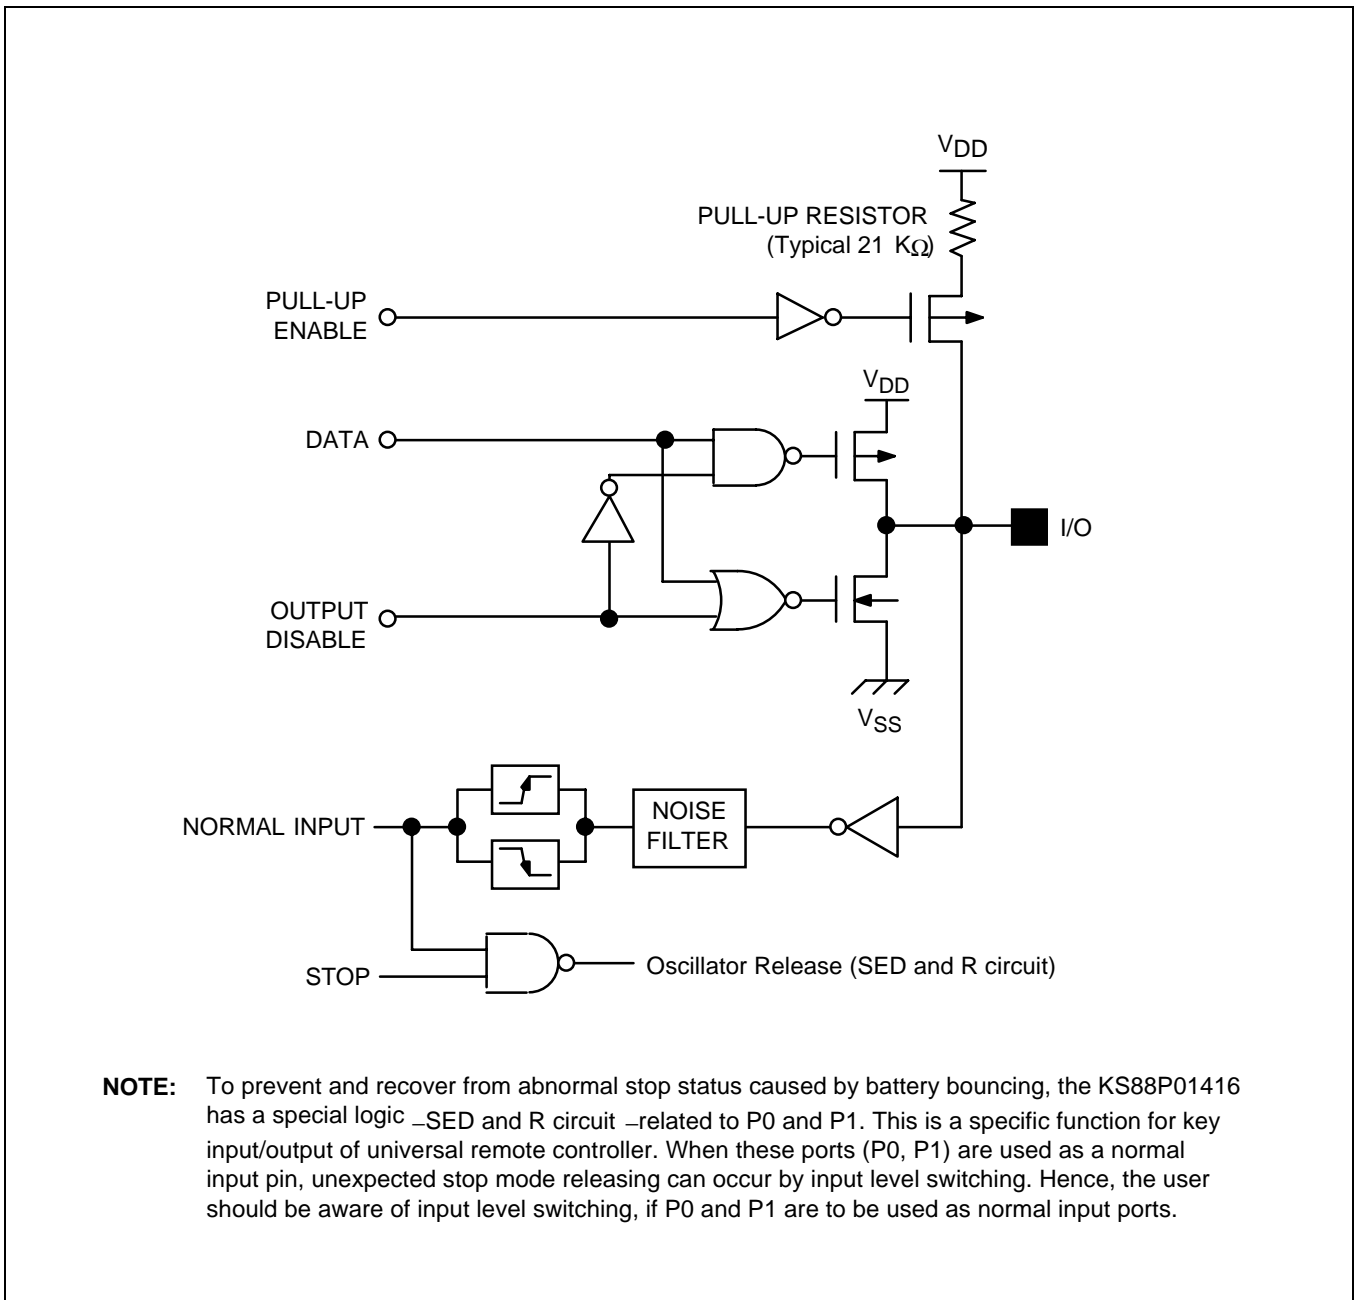 VDD
PULL-UP RESISTOR
(Typical 21 KΩ)
PULL-UP
ENABLE
VDD
DATA
I/O
OUTPUT
DISABLE
VSS
NORMAL INPUT
NOISE
FILTER
STOP
Oscillator Release (SED and R circuit)
NOTE: To prevent and recover from abnormal stop status caused by battery bouncing, the KS88P01416
has a special logic –SED and R circuit –related to P0 and P1. This is a specific function for key
input/output of universal remote controller. When these ports (P0, P1) are used as a normal
input pin, unexpected stop mode releasing can occur by input level switching. Hence, the user
should be aware of input level switching, if P0 and P1 are to be used as normal input ports.